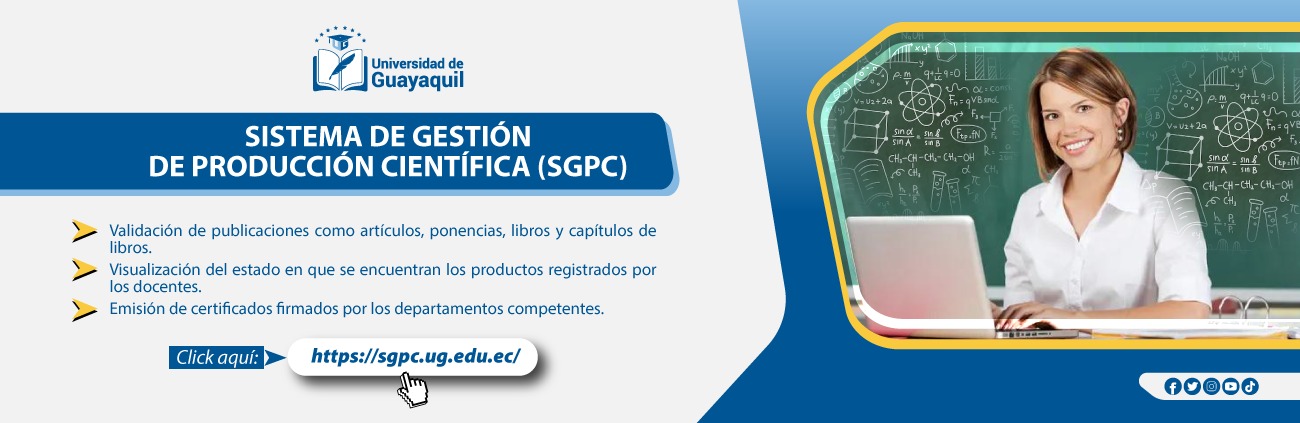 Universidad de
Guayaquil
SISTEMA DE GESTIÓN
DE PRODUCCIÓN CIENTÍFICA (SGPC)
Validación de publicaciones como artículos, ponencias, libros y capítulos de
libros.
Visualización del estado en que se encuentran los productos registrados por
los docentes.
Emisión de certificados firmados por los departamentos competentes.
Click aquí:
https://sgpc.ug.edu.ec/